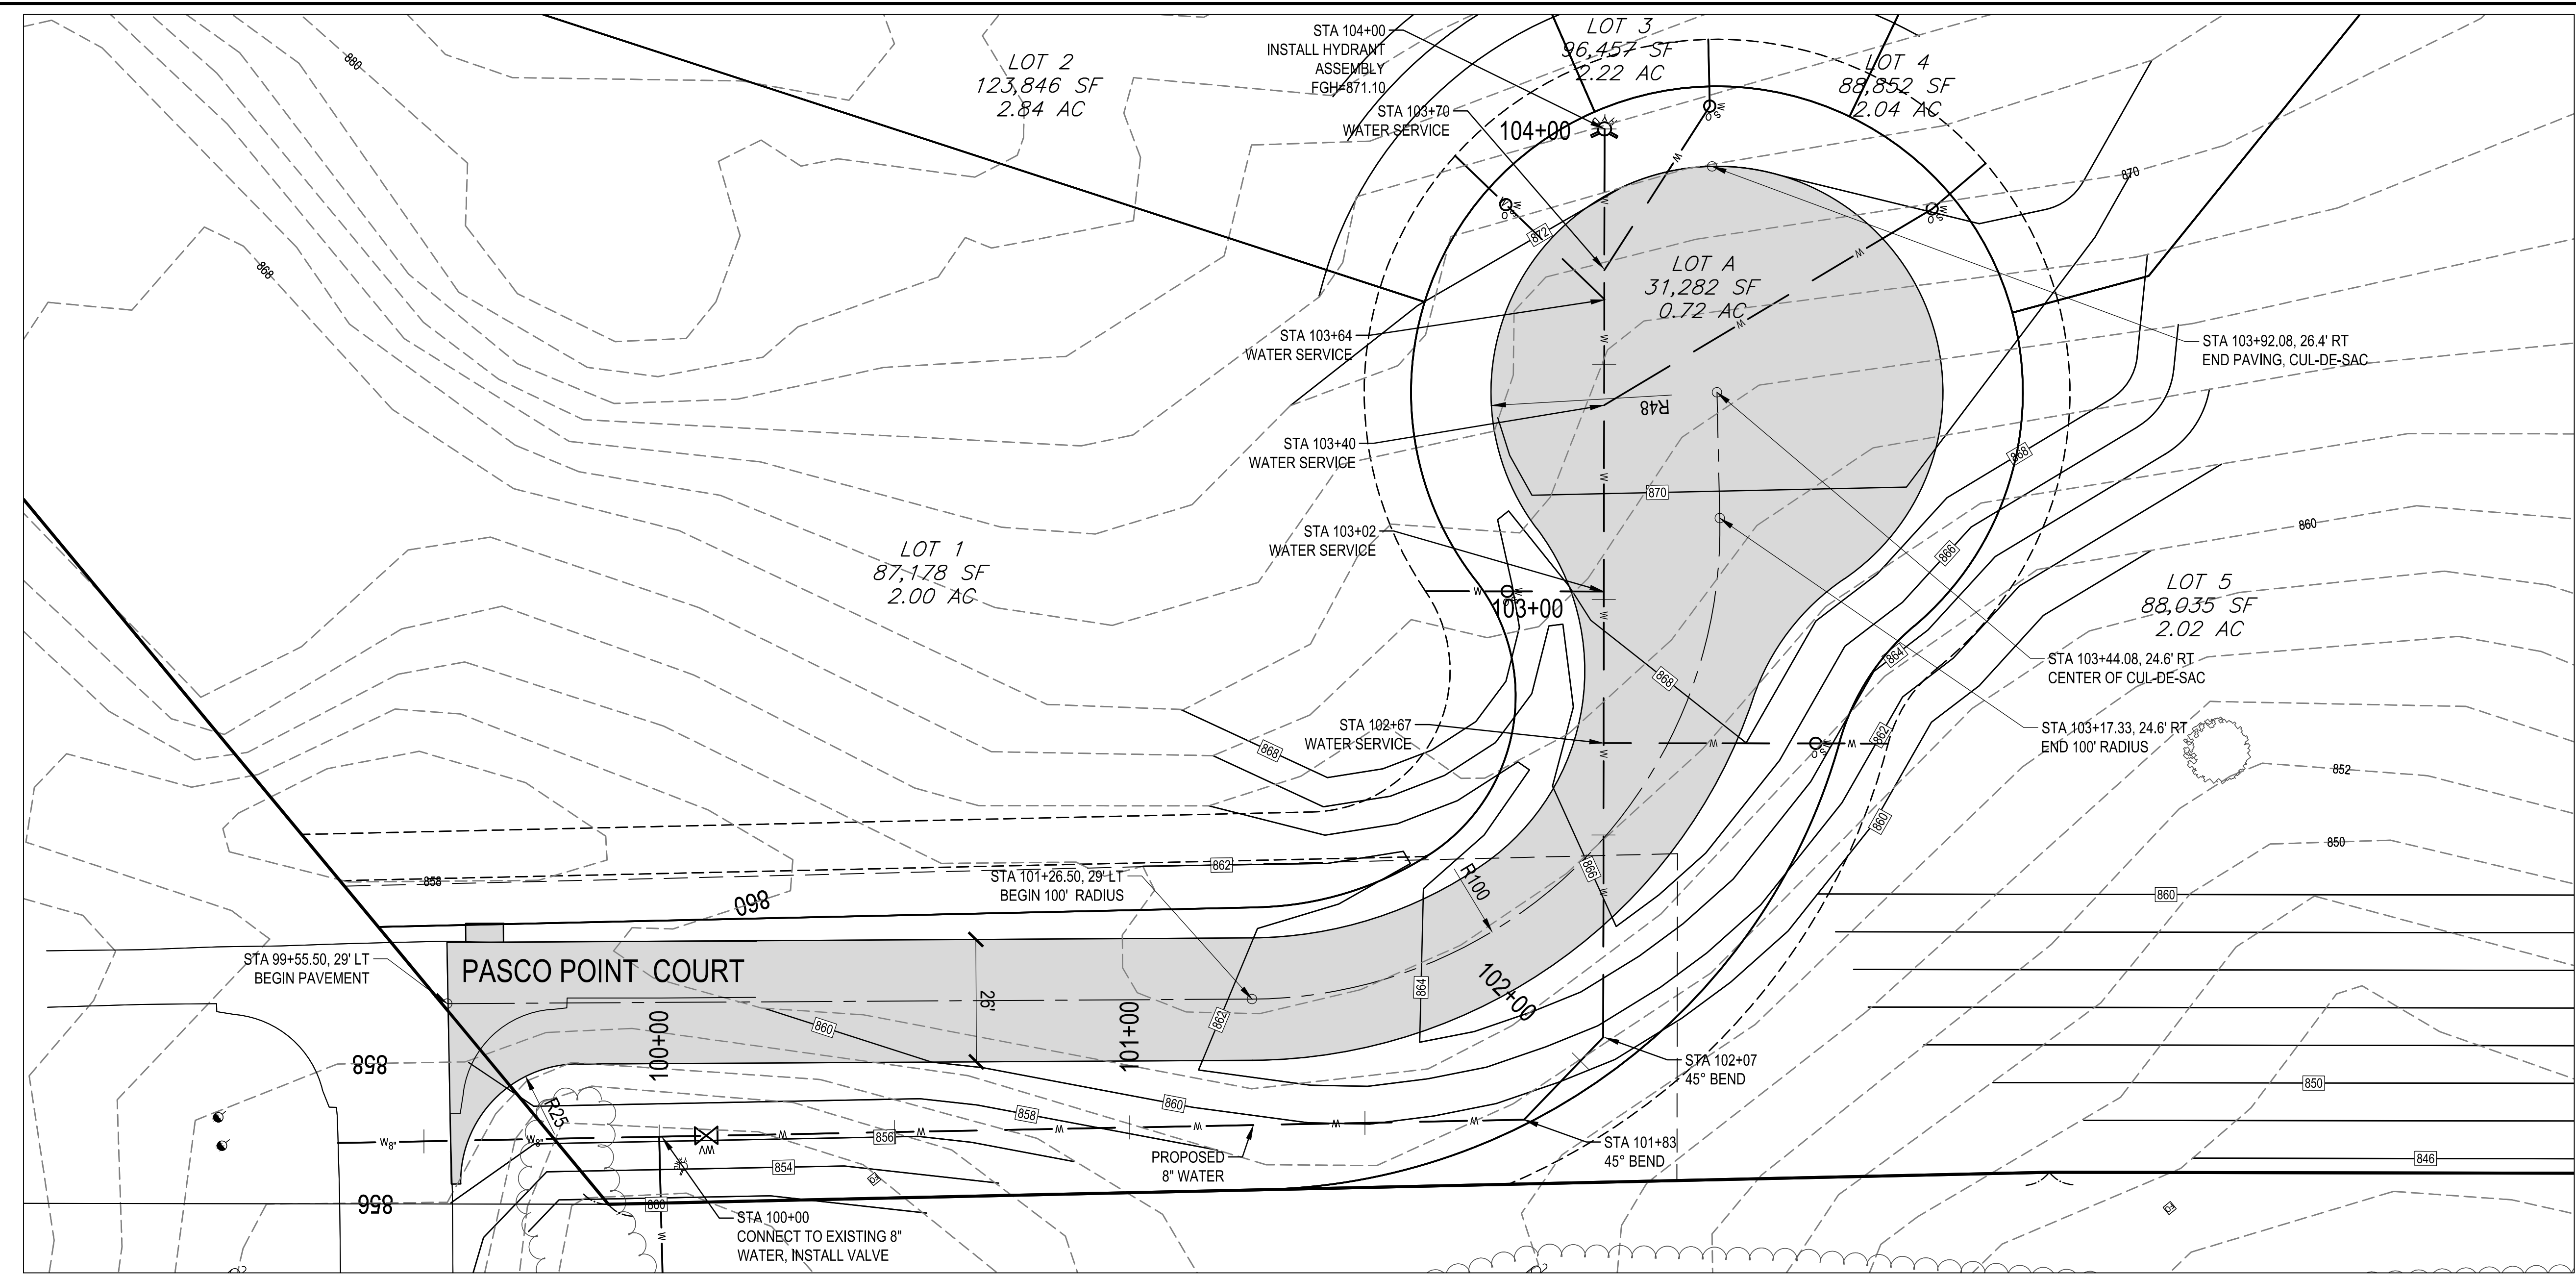 STA 104+00
INSTALL HYDRANT
ASSEMBLY
FGH=871.10
LOT 3
96,457 SF
2.22 AC
LOT 2
123,846 SF
2.84 AC
LOT 4
88,852 SF
2.04 AC
880
STA 103+70
WATER SERVICE
104+00
870
872
868
LOT A
31,282 SF
0.72 AC
STA 103+64
WATER SERVICE
STA 103+92.08, 26.4' RT
END PAVING, CUL-DE-SAC
R48
STA 103+40
WATER SERVICE
868
870
STA 103+02
WATER SERVICE
860
866
LOT 1
87,178 SF
2.00 AC
LOT 5
88,035 SF
2.02 AC
103+00
864
STA 103+44.08, 24.6' RT
CENTER OF CUL-DE-SAC
868
STA 102+67
WATER SERVICE
868
862
STA 103+17.33, 24.6' RT
END 100' RADIUS
852
860
850
862
866
R100
STA 101+26.50, 29' LT
BEGIN 100' RADIUS
858
860
098
STA 99+55.50, 29' LT
BEGIN PAVEMENT
PASCO POINT COURT
26'
864
102+00
862
860
100+00
101+00
858
STA 102+07
45° BEND
850
R25
858
860
W8"
W8"
W
W
W
W
W
W
856
WV
STA 101+83
45° BEND
PROPOSED
8" WATER
854
846
856
860
STA 100+00
CONNECT TO EXISTING 8"
WATER, INSTALL VALVE